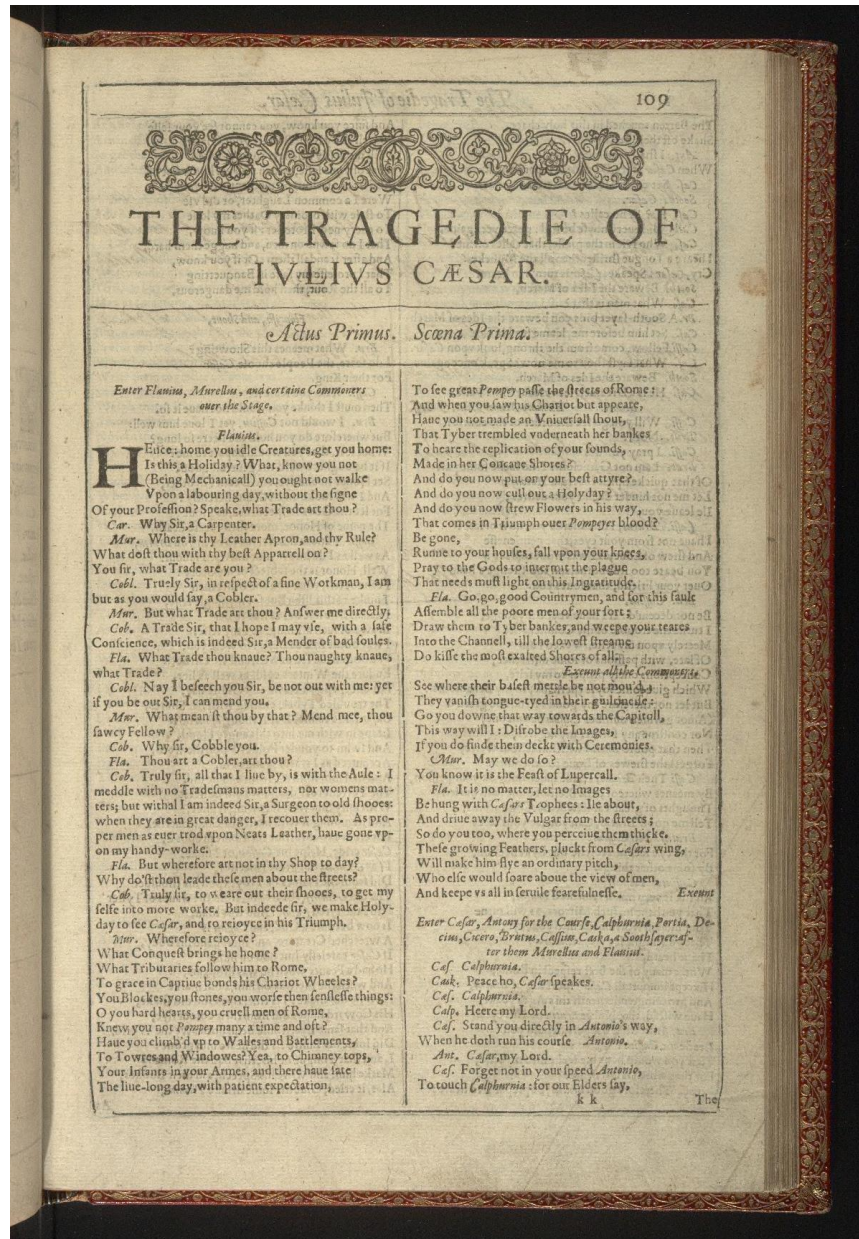 109
THE TRAGEDIE OF
IVLIVS CÆSAR.
Actus Primus. Scœna Prima.
Enter Flauius, Murellus, and certaine Commoners
ouer the Stage.
Flauius.
HEnce: home you idle Creatures, get you home:
Is this a Holiday? What, know you not
(Being Mechanicall) you ought not walke
Vpon a labouring day, without the signe
Of your Profession? Speake, what Trade art thou?
Car. Why Sir, a Carpenter.
Mur. Where is thy Leather Apron, and thy Rule?
What dost thou with thy best Apparrell on?
You sir, what Trade are you?
Cobl. Truely Sir, in respect of a fine Workman, I am
but as you would say, a Cobler.
Mur. But what Trade art thou? Answer me directly.
Cob. A Trade Sir, that I hope I may vse, with a safe
Conscience, which is indeed Sir, a Mender of bad soules.
Fla. What Trade thou knaue? Thou naughty knaue,
what Trade?
Cobl. Nay I beseech you Sir, be not out with me: yet
if you be out Sir, I can mend you.
Mur. What mean'st thou by that? Mend mee, thou
sawcy Fellow?
Cob. Why sir, Cobble you.
Fla. Thou art a Cobler, art thou?
Cob. Truly sir, all that I liue by, is with the Aule: I
meddle with no Tradesmans matters, nor womens mat-
ters; but withal I am indeed Sir, a Surgeon to old shooes:
when they are in great danger, I recouer them. As pro-
per men as euer trod vpon Neats Leather, haue gone vp-
on my handy-worke.
Fla. But wherefore art not in thy Shop to day?
Why do'st thou leade these men about the streets?
Cob. Truly sir, to weare out their shooes, to get my
selfe into more worke. But indeede sir, we make Holy-
day to see Cæsar, and to reioyce in his Triumph.
Mur. Wherefore reioyce?
What Conquest brings he home?
What Tributaries follow him to Rome,
To grace in Captiue bonds his Chariot Wheeles?
You Blockes, you stones, you worse then senslesse things:
O you hard hearts, you cruell men of Rome,
Knew you not Pompey many a time and oft?
Haue you climb'd vp to Walles and Battlements,
To Towres and Windowes? Yea, to Chimney tops,
Your Infants in your Armes, and there haue sate
The liue-long day, with patient expectation,
To see great Pompey passe the streets of Rome:
And when you saw his Chariot but appeare,
Haue you not made an Vniuersall shout,
That Tyber trembled vnderneath her bankes
To heare the replication of your sounds,
Made in her Concaue Shores?
And do you now put on your best attyre?
And do you now cull out a Holyday?
And do you now strew Flowers in his way,
That comes in Triumph ouer Pompeyes blood?
Be gone,
Runne to your houses, fall vpon your knees,
Pray to the Gods to intermit the plague
That needs must light on this Ingratitude.
Fla. Go, go, good Countrymen, and for this fault
Assemble all the poore men of your sort;
Draw them to Tyber bankes, and weepe your teares
Into the Channell, till the lowest streame
Do kisse the most exalted Shores of all.
Exeunt all the Commoners.
See where their basest mettle be not mou'd,
They vanish tongue-tyed in their guiltinesse:
Go you downe that way towards the Capitoll,
This way will I: Disrobe the Images,
If you do finde them deckt with Ceremonies.
Mur. May we do so?
You know it is the Feast of Lupercall.
Fla. It is no matter, let no Images
Be hung with Cæsars Trophees: Ile about,
And driue away the Vulgar from the streets;
So do you too, where you perceiue them thicke.
These growing Feathers, pluckt from Cæsars wing,
Will make him flye an ordinary pitch,
Who else would soare aboue the view of men,
And keepe vs all in seruile fearefulnesse. Exeunt
Enter Cæsar, Antony for the Course, Calphurnia, Portia, De-
cius, Cicero, Brutus, Cassius, Caska, a Soothsayer: af-
ter them Murellus and Flauius.
Cæs. Calphurnia.
Cask. Peace ho, Cæsar speakes.
Cæs. Calphurnia.
Calp. Heere my Lord.
Cæs. Stand you directly in Antonio's way,
When he doth run his course. Antonio.
Ant. Cæsar, my Lord.
Cæs. Forget not in your speed Antonio,
To touch Calphurnia: for our Elders say,
k k The